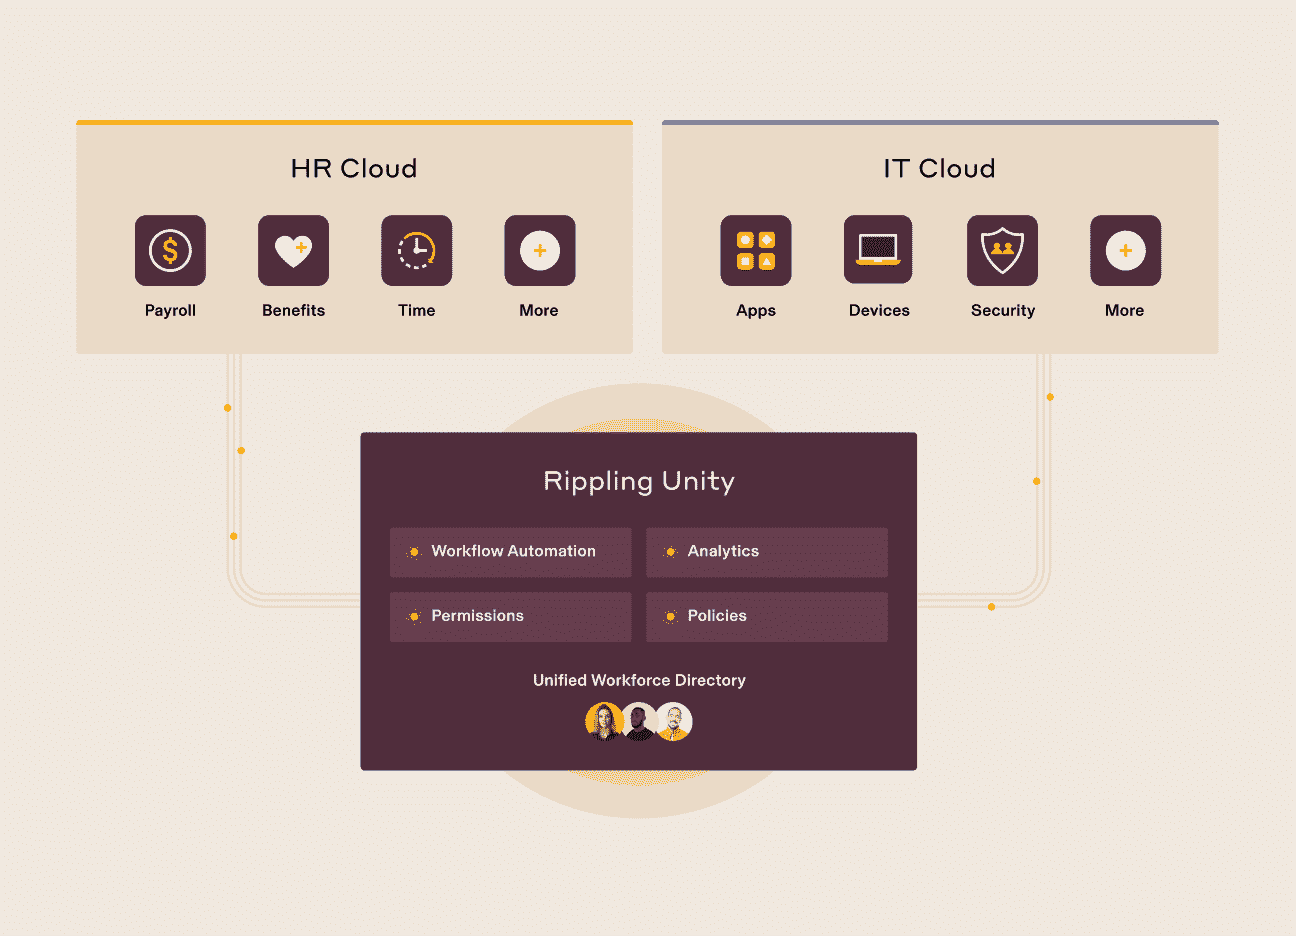 HR Cloud
Payroll
Benefits
Time
More
IT Cloud
Apps
Devices
Security
More
Rippling Unity
Workflow Automation
Analytics
Permissions
Policies
Unified Workforce Directory